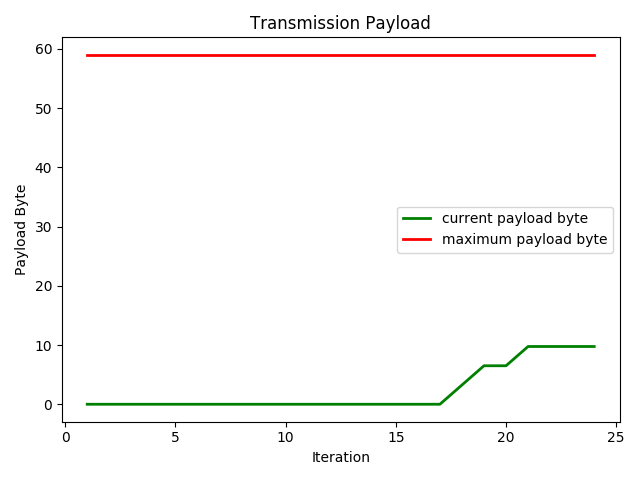 Transmission Payload
60
50
40
30
20
10
0
Payload Byte
current payload byte
maximum payload byte
0 5 10 15 20 25
Iteration